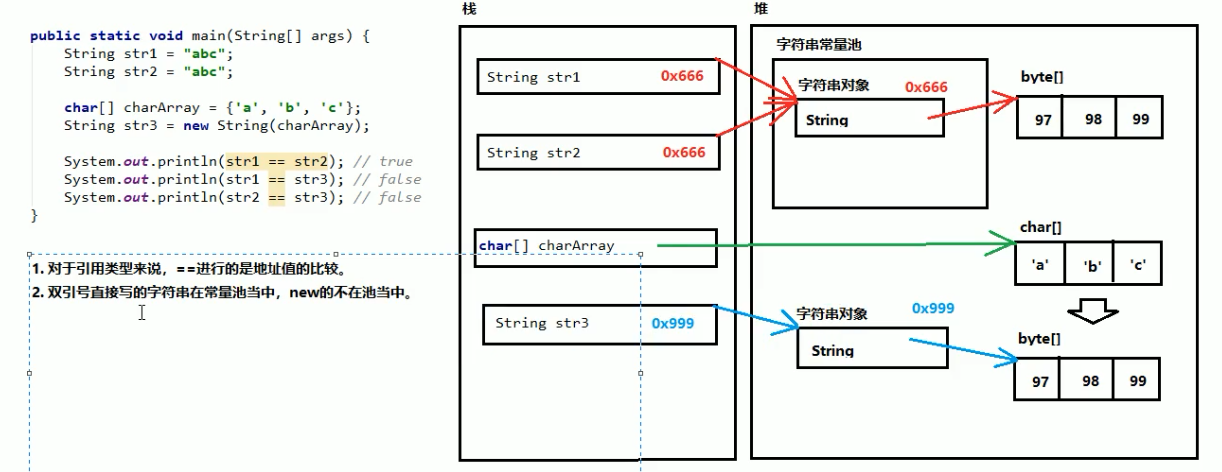 public static void main(String[] args) {
String str1 = "abc";
String str2 = "abc";
char[] charArray = {'a', 'b', 'c'};
String str3 = new String(charArray);
System.out.println(str1 == str2); // true
System.out.println(str1 == str3); // false
System.out.println(str2 == str3); // false
}
1. 对于引用类型来说，==进行的是地址值的比较。
2. 双引号直接写的字符串在常量池当中，new的不在池当中。
栈
String str1 0x666
String str2 0x666
char[] charArray
String str3 0x999
堆
字符串常量池
字符串对象 0x666
String
byte[]
97 98 99
char[]
'a' 'b' 'c'
字符串对象 0x999
String
byte[]
97 98 99